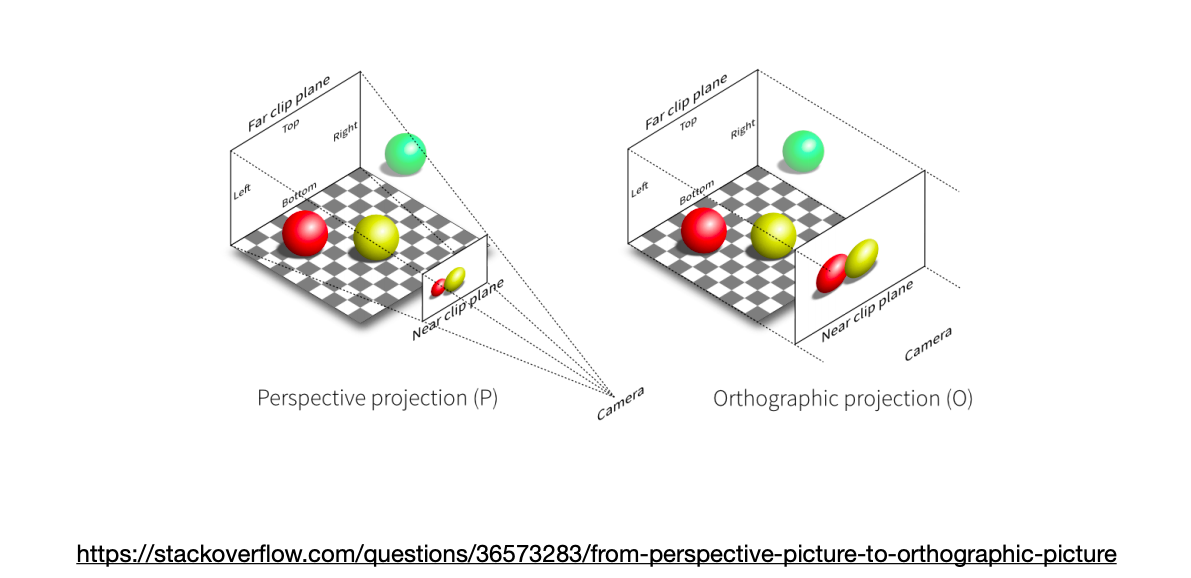 Far clip plane
Top
Right
Left
Bottom
Near clip plane
Camera
Perspective projection (P)
Far clip plane
Top
Right
Left
Bottom
Near clip plane
Camera
Orthographic projection (O)
https://stackoverflow.com/questions/36573283/from-perspective-picture-to-orthographic-picture